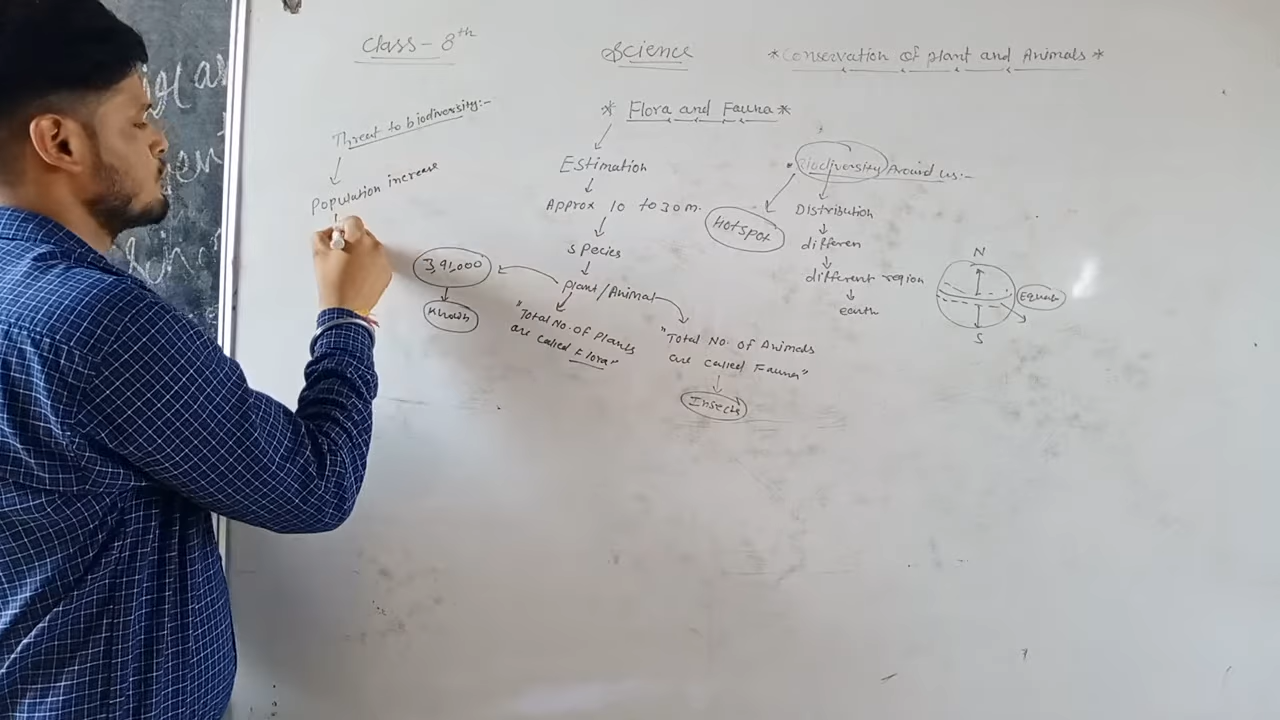 Class - 8th
Science
*Conservation of plant and Animals*
Threat to biodiversity:-
Population increase
* Flora and Fauna *
Estimation
Approx 10 to 30 m.
species
plant/Animal
3,91,000
Known
"Total No. of plants
are called Flora"
"Total No. of Animals
are called Fauna"
Insects
Biodiversity Around us:-
Hotspot
Distribution
differen
different region
earth
N
S